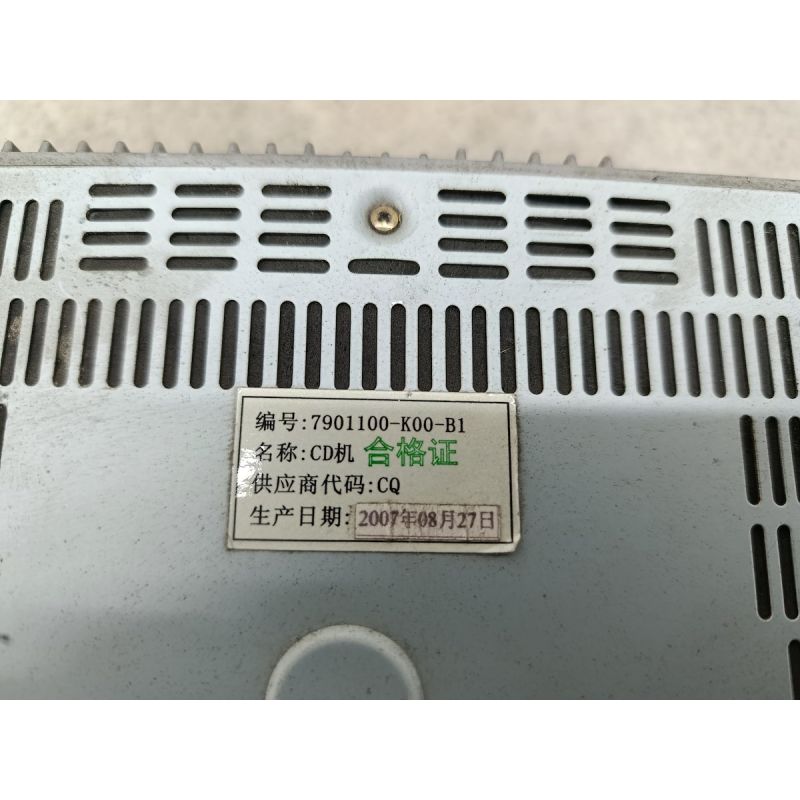 编号:7901100-K00-B1
名称:CD机 合格证
供应商代码:CQ
生产日期: 2007年08月27日